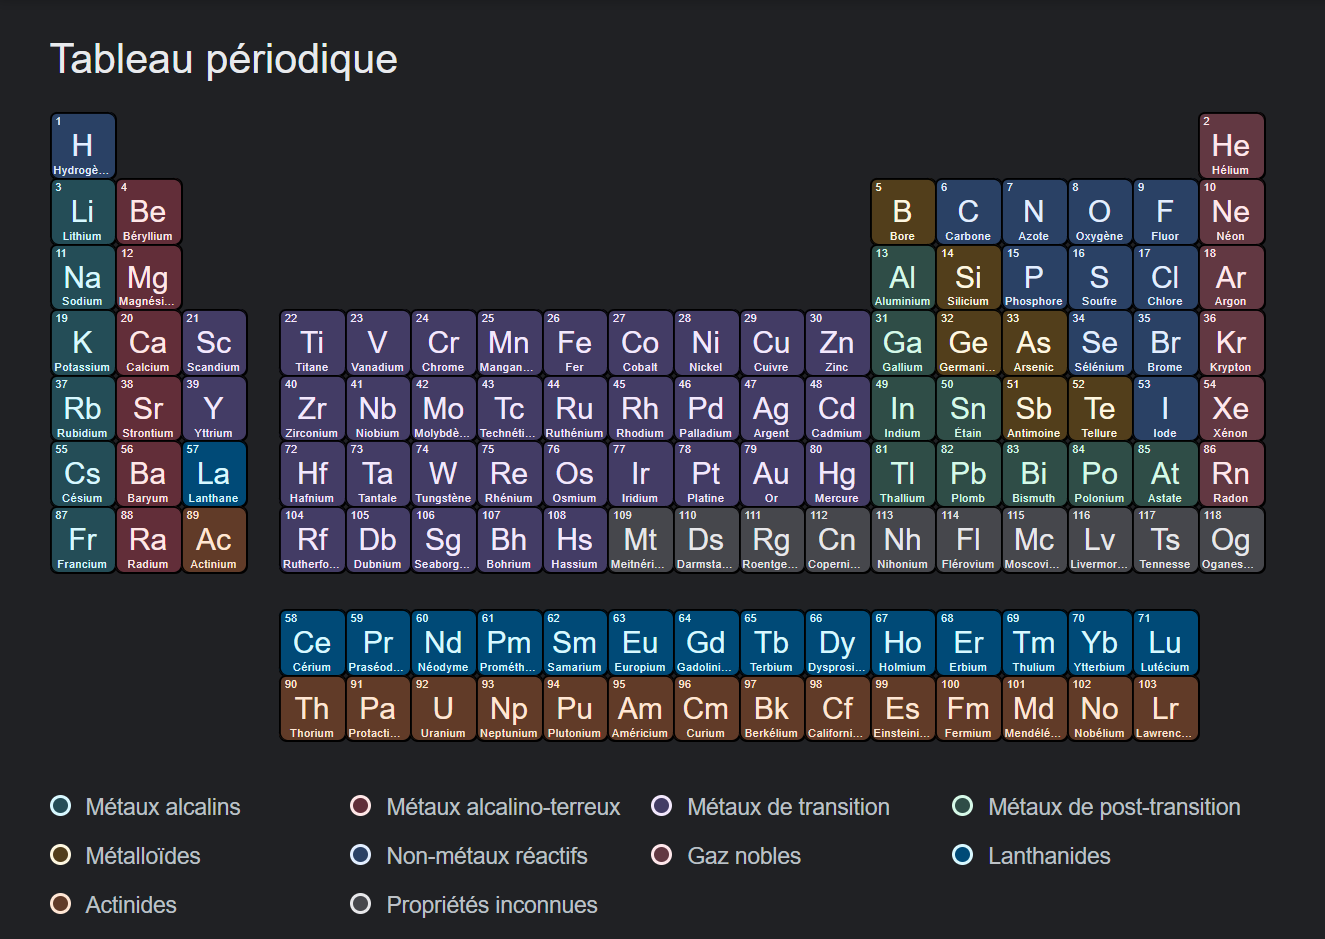 Tableau périodique
1 2
H He
Hydrogè... Hélium
3 4 5 6 7 8 9 10
Li Be B C N O F Ne
Lithium Béryllium Bore Carbone Azote Oxygène Fluor Néon
11 12 13 14 15 16 17 18
Na Mg Al Si P S Cl Ar
Sodium Magnési... Aluminium Silicium Phosphore Soufre Chlore Argon
19 20 21 22 23 24 25 26 27 28 29 30 31 32 33 34 35 36
K Ca Sc Ti V Cr Mn Fe Co Ni Cu Zn Ga Ge As Se Br Kr
Potassium Calcium Scandium Titane Vanadium Chrome Mangan... Fer Cobalt Nickel Cuivre Zinc Gallium Germani... Arsenic Sélénium Brome Krypton
37 38 39 40 41 42 43 44 45 46 47 48 49 50 51 52 53 54
Rb Sr Y Zr Nb Mo Tc Ru Rh Pd Ag Cd In Sn Sb Te I Xe
Rubidium Strontium Yttrium Zirconium Niobium Molybdè... Technéti... Ruthénium Rhodium Palladium Argent Cadmium Indium Étain Antimoine Tellure Iode Xénon
55 56 57 72 73 74 75 76 77 78 79 80 81 82 83 84 85 86
Cs Ba La Hf Ta W Re Os Ir Pt Au Hg Tl Pb Bi Po At Rn
Césium Baryum Lanthane Hafnium Tantale Tungstène Rhénium Osmium Iridium Platine Or Mercure Thallium Plomb Bismuth Polonium Astate Radon
87 88 89 104 105 106 107 108 109 110 111 112 113 114 115 116 117 118
Fr Ra Ac Rf Db Sg Bh Hs Mt Ds Rg Cn Nh Fl Mc Lv Ts Og
Francium Radium Actinium Rutherfo... Dubnium Seaborg... Bohrium Hassium Meitnéri... Darmsta... Roentge... Coperni... Nihonium Flérovium Moscovi... Livermor... Tennesse Oganes...
58 59 60 61 62 63 64 65 66 67 68 69 70 71
Ce Pr Nd Pm Sm Eu Gd Tb Dy Ho Er Tm Yb Lu
Cérium Praséod... Néodyme Prométh... Samarium Europium Gadolini... Terbium Dysprosi... Holmium Erbium Thulium Ytterbium Lutécium
90 91 92 93 94 95 96 97 98 99 100 101 102 103
Th Pa U Np Pu Am Cm Bk Cf Es Fm Md No Lr
Thorium Protacti... Uranium Neptunium Plutonium Américium Curium Berkélium Californi... Einsteini... Fermium Mendélé... Nobélium Lawrenc...
Métaux alcalins Métaux alcalino-terreux Métaux de transition Métaux de post-transition
Métalloïdes Non-métaux réactifs Gaz nobles Lanthanides
Actinides Propriétés inconnues